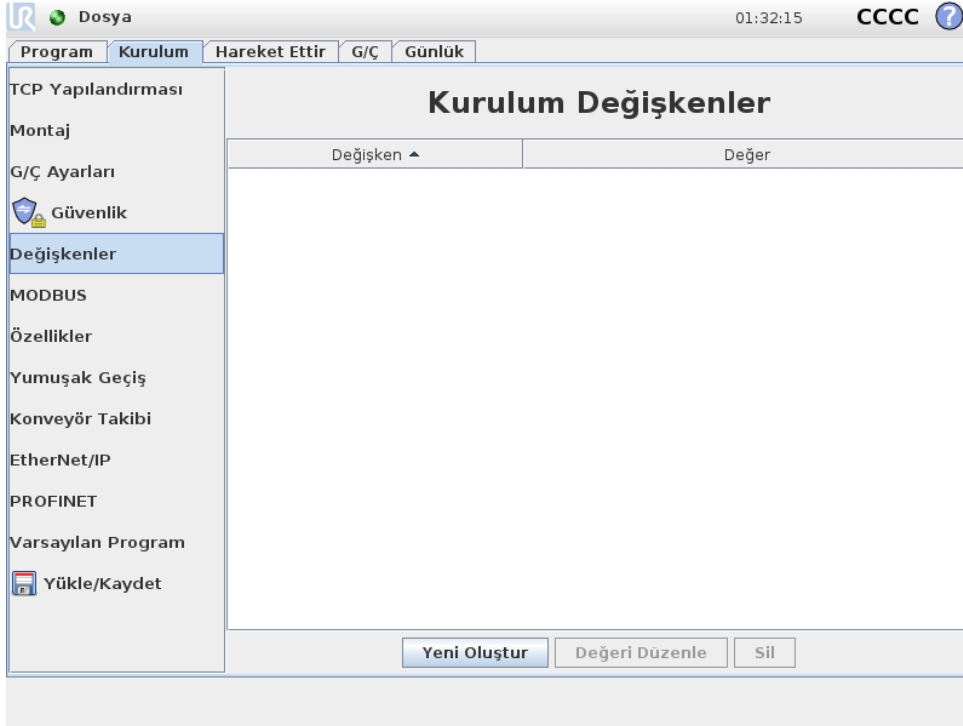 UR Dosya 01:32:15 CCCC ?
Program Kurulum Hareket Ettir G/Ç Günlük
TCP Yapılandırması
Montaj
G/Ç Ayarları
Güvenlik
Değişkenler
MODBUS
Özellikler
Yumuşak Geçiş
Konveyör Takibi
EtherNet/IP
PROFINET
Varsayılan Program
Yükle/Kaydet
Kurulum Değişkenler
Değişken Değer
Yeni Oluştur Değeri Düzenle Sil